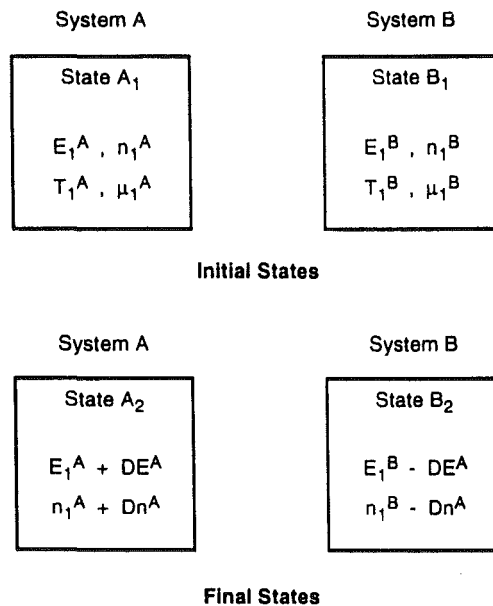 System A System B
State A₁ State B₁
E₁ᴬ , n₁ᴬ E₁ᴮ , n₁ᴮ
T₁ᴬ , μ₁ᴬ T₁ᴮ , μ₁ᴮ
Initial States
System A System B
State A₂ State B₂
E₁ᴬ + DEᴬ E₁ᴮ - DEᴬ
n₁ᴬ + Dnᴬ n₁ᴮ - Dnᴬ
Final States